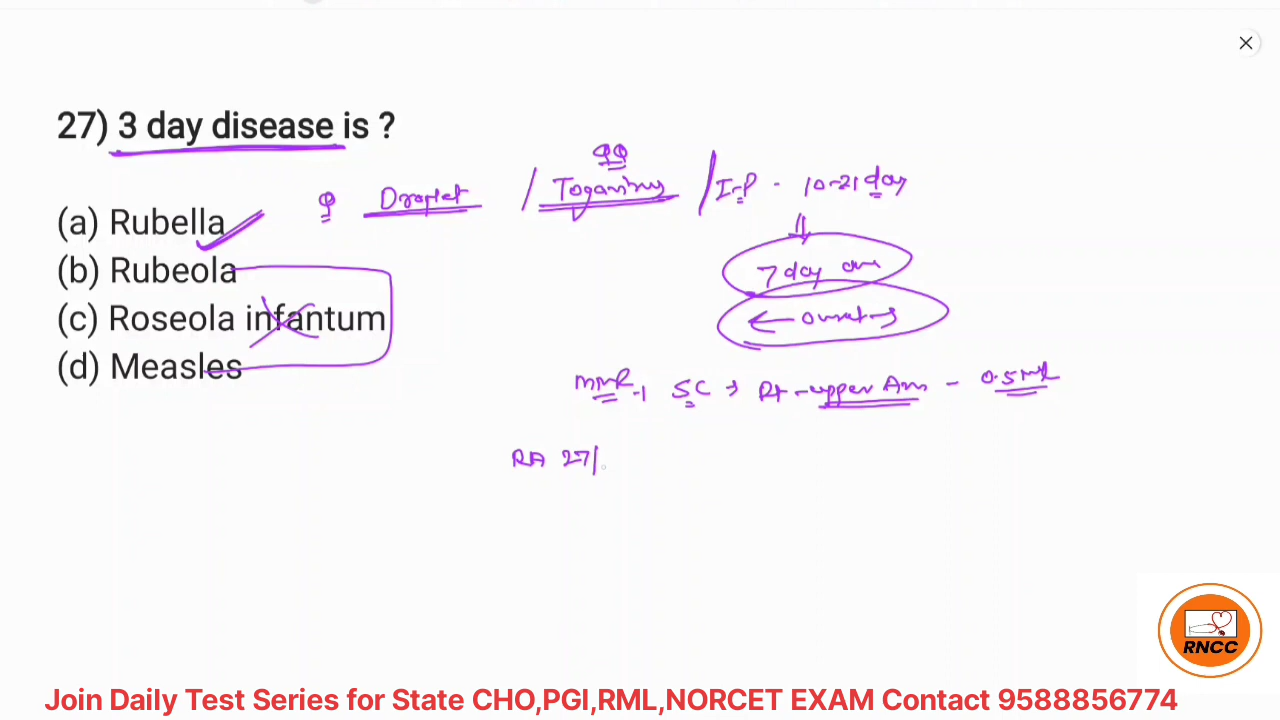 27) 3 day disease is ?
Droplet / Togavirus / I-P - 10-21 day
(a) Rubella
7 day
(b) Rubeola
(c) Roseola infantum
(d) Measles
MMR-1 SC → Rt-upper Arm - 0.5 ml
RA 27/
RNCC
Join Daily Test Series for State CHO,PGI,RML,NORCET EXAM Contact 9588856774